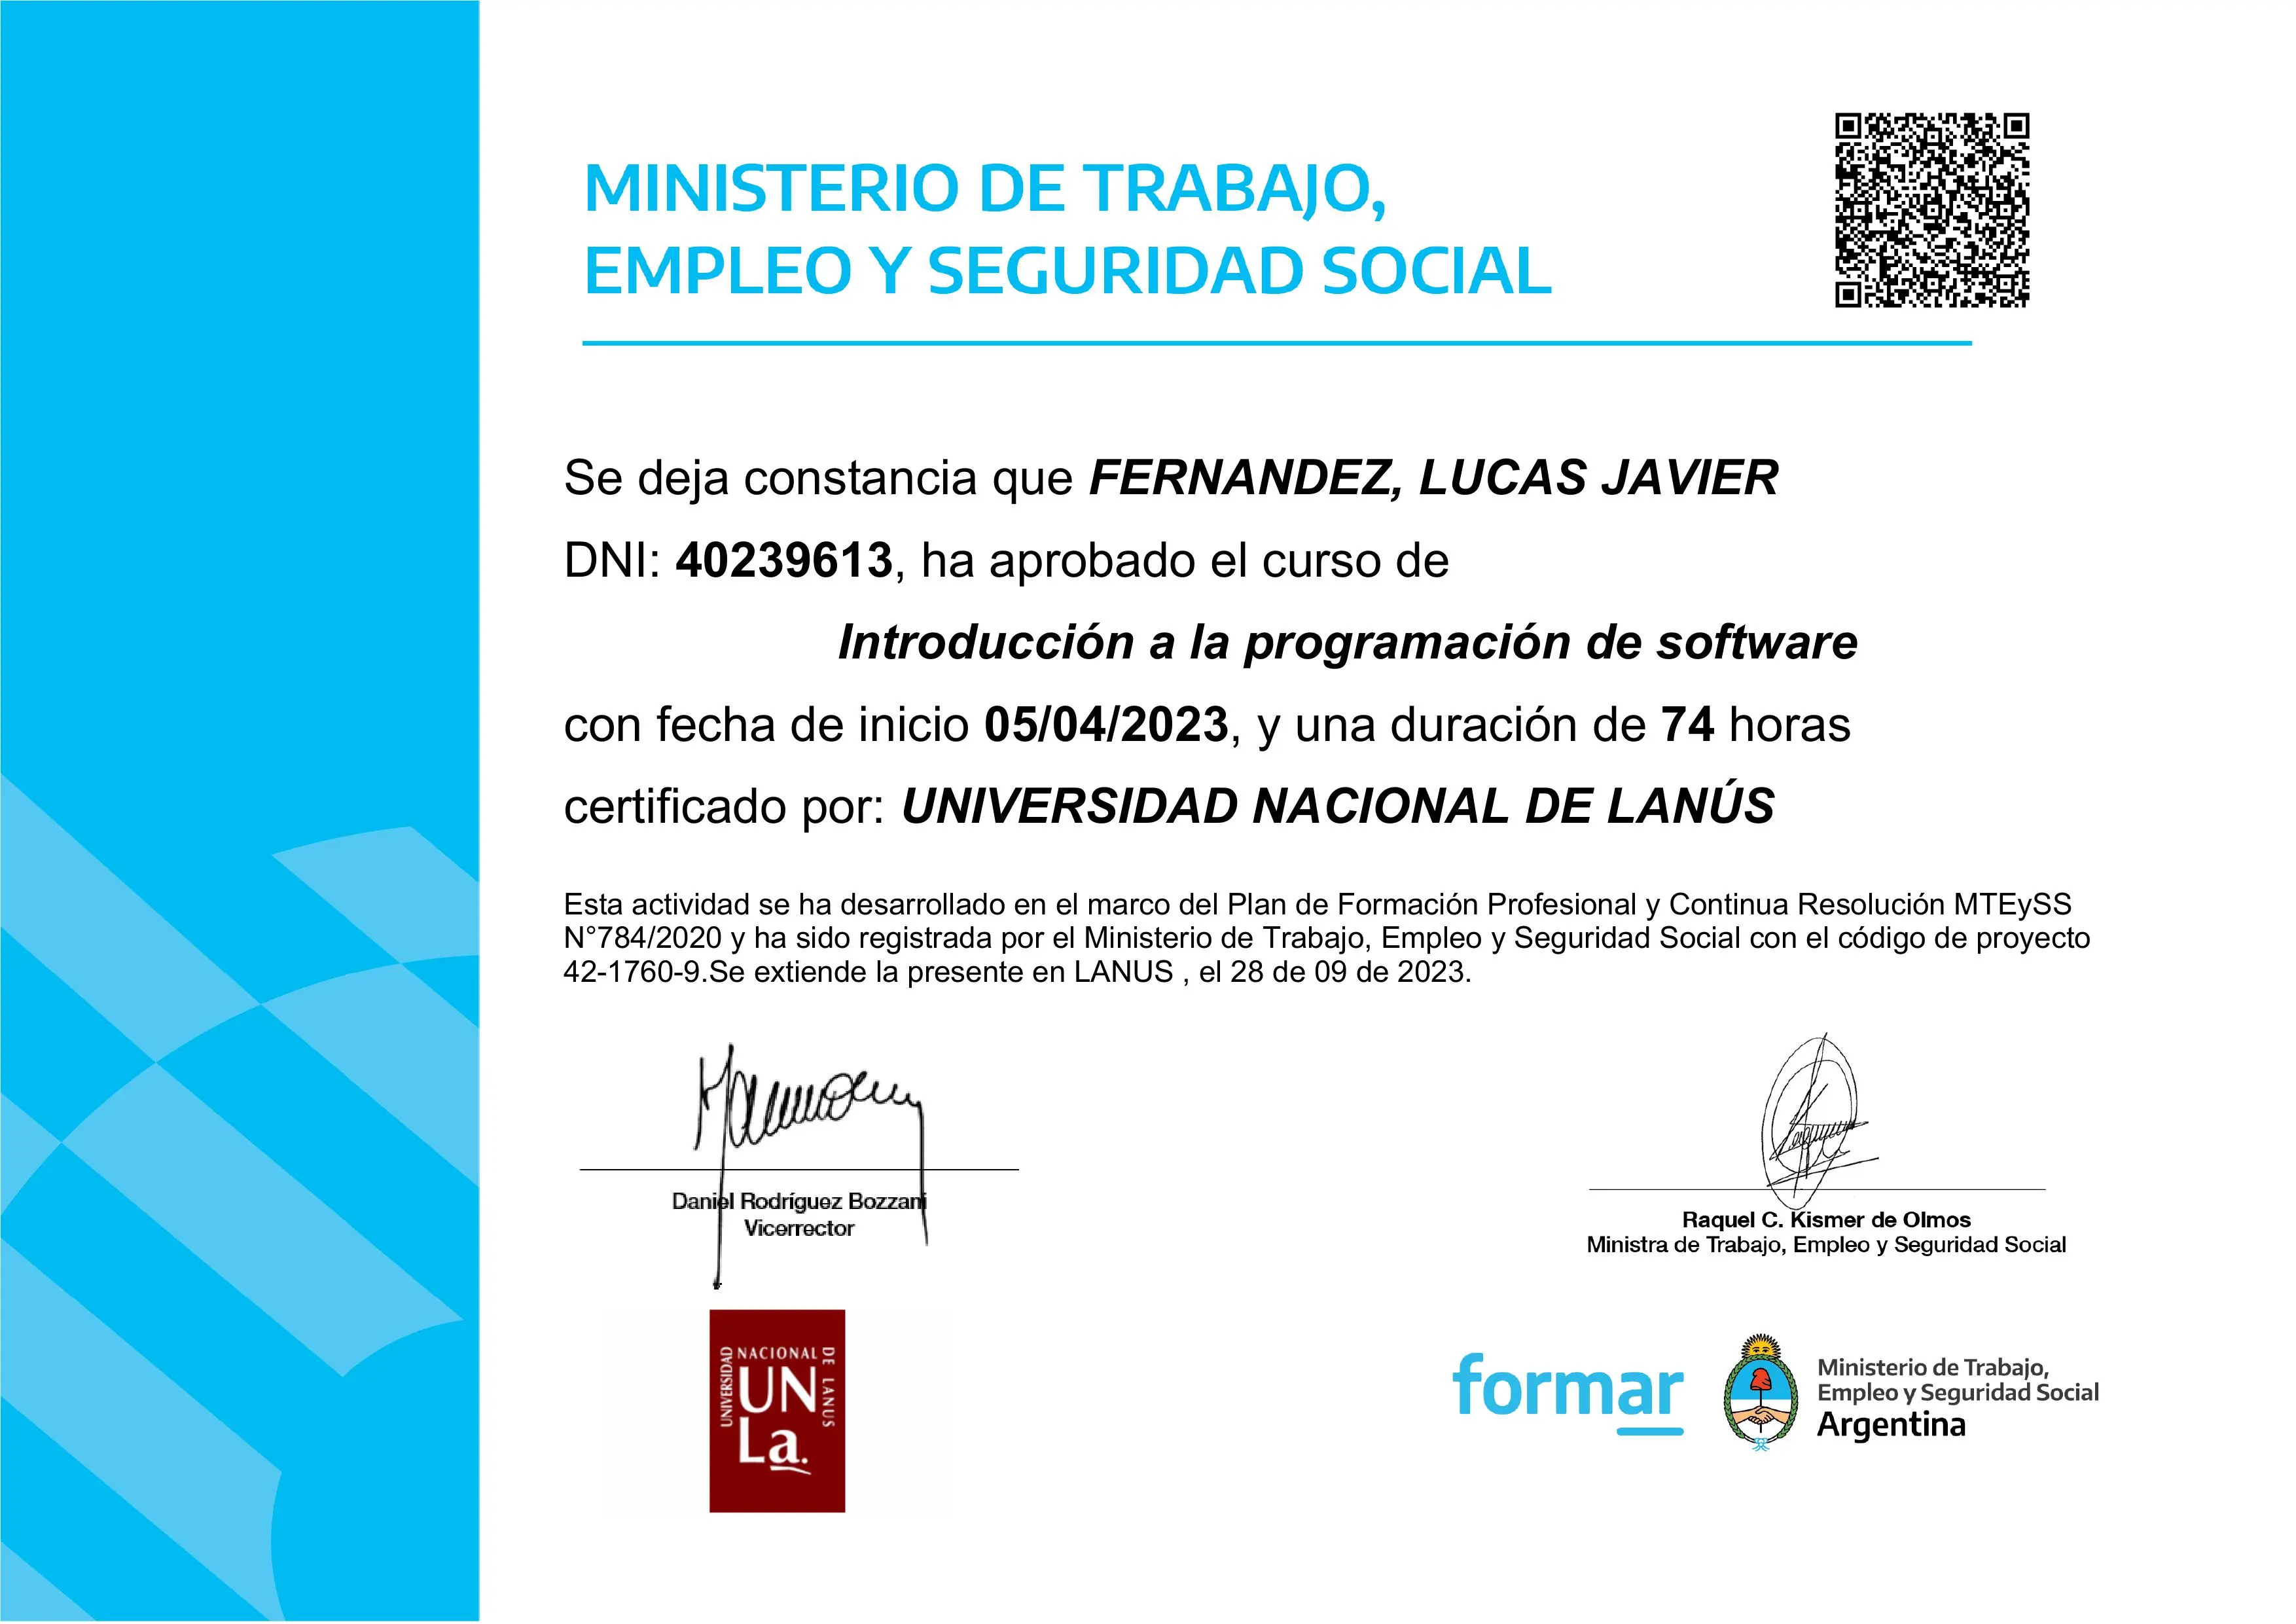 MINISTERIO DE TRABAJO,
EMPLEO Y SEGURIDAD SOCIAL
Se deja constancia que FERNANDEZ, LUCAS JAVIER
DNI: 40239613, ha aprobado el curso de
Introducción a la programación de software
con fecha de inicio 05/04/2023, y una duración de 74 horas
certificado por: UNIVERSIDAD NACIONAL DE LANÚS
Esta actividad se ha desarrollado en el marco del Plan de Formación Profesional y Continua Resolución MTEySS
N°784/2020 y ha sido registrada por el Ministerio de Trabajo, Empleo y Seguridad Social con el código de proyecto
42-1760-9.Se extiende la presente en LANUS , el 28 de 09 de 2023.
Daniel Rodríguez Bozzani
Vicerrector
Raquel C. Kismer de Olmos
Ministra de Trabajo, Empleo y Seguridad Social
UNIVERSIDAD NACIONAL DE LANUS
UN
La.
formar
Ministerio de Trabajo,
Empleo y Seguridad Social
Argentina